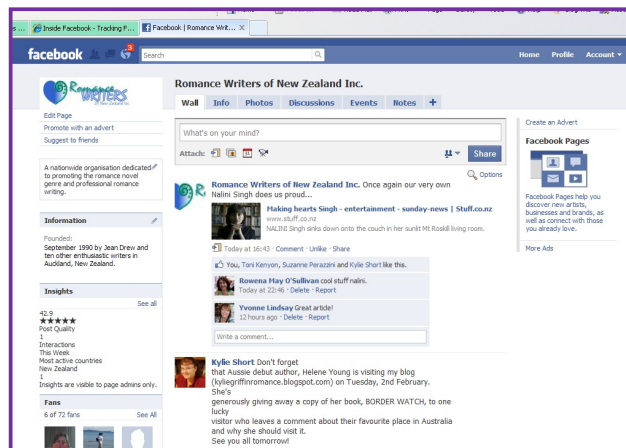 Inside Facebook - Tracking F...
Facebook | Romance Writ...
facebook
3
Search
Home Profile Account
Romance WRITERS
Of New Zealand Inc
Edit Page
Promote with an advert
Suggest to friends
A nationwide organisation dedicated
to promoting the romance novel
genre and professional romance
writing.
Information
Founded:
September 1990 by Jean Drew and
ten other enthusiastic writers in
Auckland, New Zealand.
Insights
See all
42.9
★★★★★
Post Quality
1
Interactions
This Week
Most active countries
New Zealand
1
Insights are visible to page admins only.
Fans
6 of 72 fans See All
Romance Writers of New Zealand Inc.
Wall Info Photos Discussions Events Notes +
What's on your mind?
Attach:
31
Share
Options
Romance Writers of New Zealand Inc. Once again our very own
Nalini Singh does us proud...
Making hearts Singh - entertainment - sunday-news | Stuff.co.nz
www.stuff.co.nz
NALINI Singh sinks down onto the couch in her sunlit Mt Roskill living room.
Today at 16:43 · Comment · Unlike · Share
You, Toni Kenyon, Suzanne Perazzini and Kylie Short like this.
Rowena May O'Sullivan cool stuff nalini.
Today at 22:46 · Delete · Report
Yvonne Lindsay Great article!
12 hours ago · Delete · Report
Write a comment...
Kylie Short Don't forget
that Aussie debut author, Helene Young is visiting my blog
(kyliegriffinromance.blogspot.com) on Tuesday, 2nd February.
She's
generously giving away a copy of her book, BORDER WATCH, to one
lucky
visitor who leaves a comment about their favourite place in Australia
and why she should visit it.
See you all tomorrow!
Create an Advert
Facebook Pages
Facebook Pages help you
discover new artists,
businesses and brands, as
well as connect with those
you already love.
More Ads